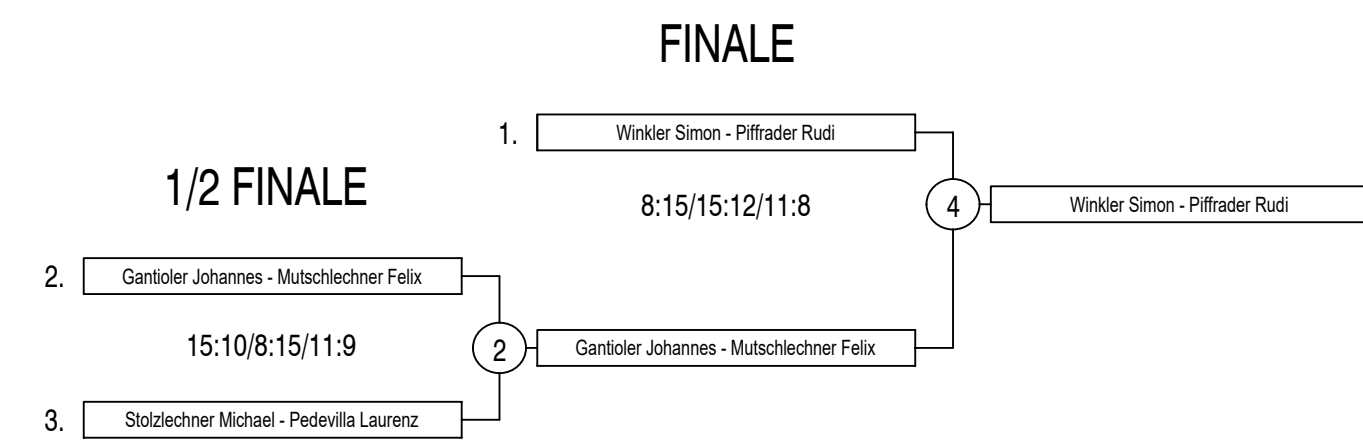 FINALE
1. Winkler Simon - Piffrader Rudi
1/2 FINALE
8:15/15:12/11:8
4
Winkler Simon - Piffrader Rudi
2. Gantioler Johannes - Mutschlechner Felix
15:10/8:15/11:9
2
Gantioler Johannes - Mutschlechner Felix
3. Stolzlechner Michael - Pedevilla Laurenz